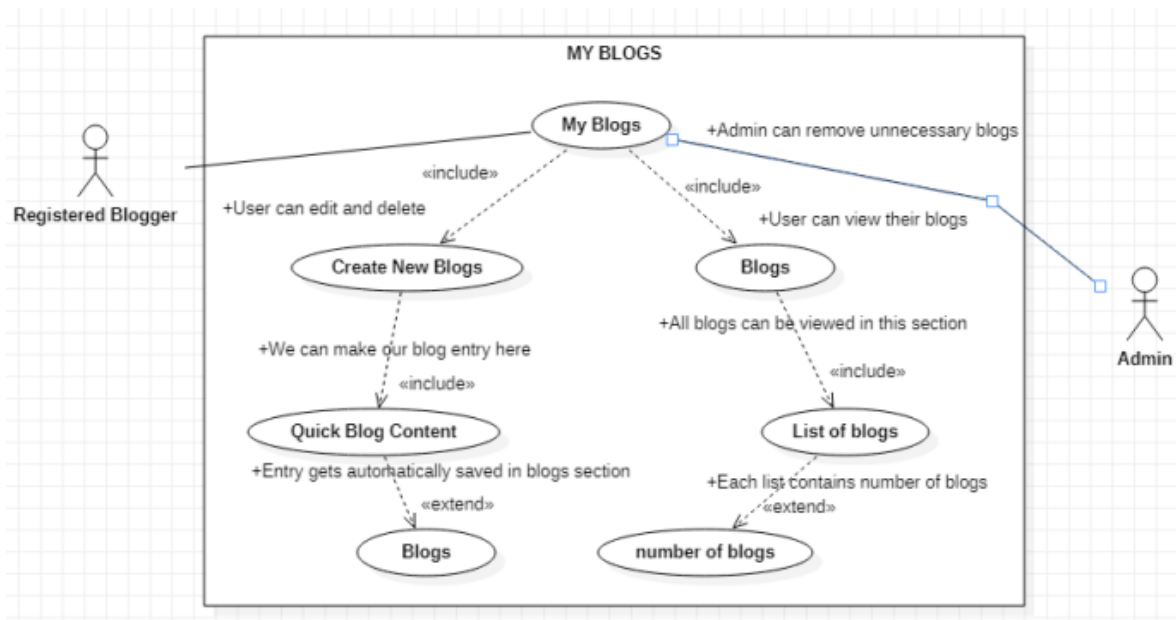 MY BLOGS
My Blogs
+Admin can remove unnecessary blogs
«include»
«include»
Registered Blogger
+User can edit and delete
+User can view their blogs
Create New Blogs
Blogs
+All blogs can be viewed in this section
+We can make our blog entry here
Admin
«include»
«include»
Quick Blog Content
List of blogs
+Entry gets automatically saved in blogs section
+Each list contains number of blogs
«extend»
«extend»
Blogs
number of blogs